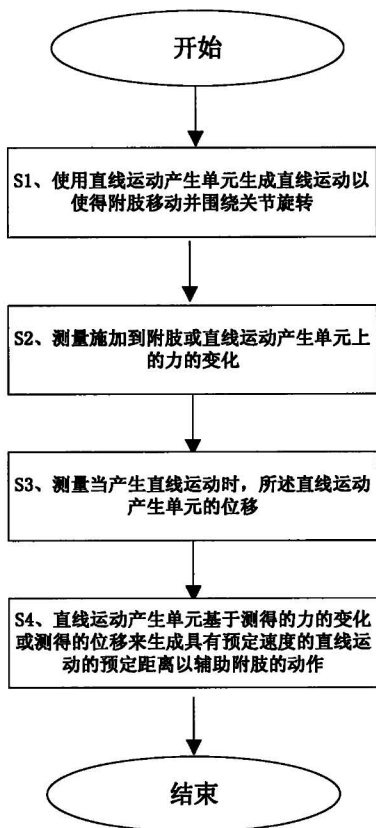 开始
S1、使用直线运动产生单元生成直线运动以
使得附肢移动并围绕关节旋转
S2、测量施加到附肢或直线运动产生单元上
的力的变化
S3、测量当产生直线运动时，所述直线运动
产生单元的位移
S4、直线运动产生单元基于测得的力的变化
或测得的位移来生成具有预定速度的直线运
动的预定距离以辅助附肢的动作
结束